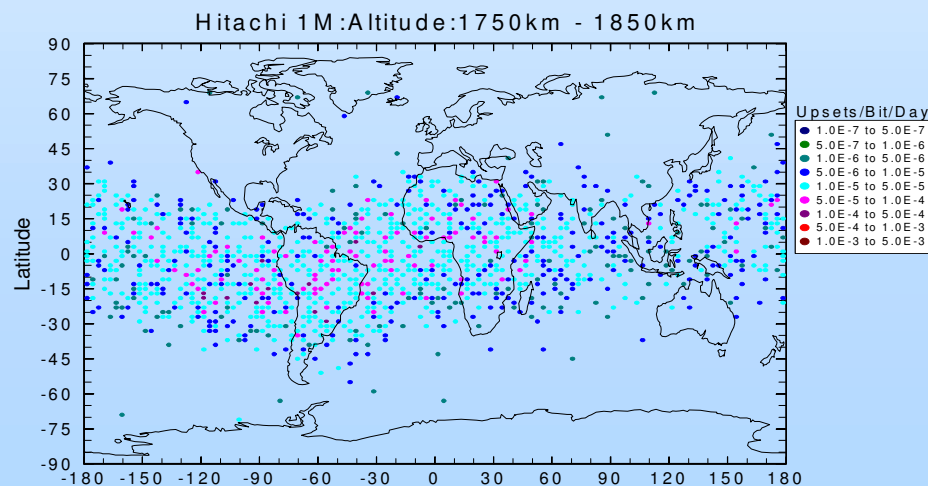 Hitachi 1M:Altitude:1750km - 1850km
90
75
60
45
30
15
0
-15
-30
-45
-60
-75
-90
Latitude
-180 -150 -120 -90 -60 -30 0 30 60 90 120 150 180
Upsets/Bit/Day
1.0E-7 to 5.0E-7
5.0E-7 to 1.0E-6
1.0E-6 to 5.0E-6
5.0E-6 to 1.0E-5
1.0E-5 to 5.0E-5
5.0E-5 to 1.0E-4
1.0E-4 to 5.0E-4
5.0E-4 to 1.0E-3
1.0E-3 to 5.0E-3